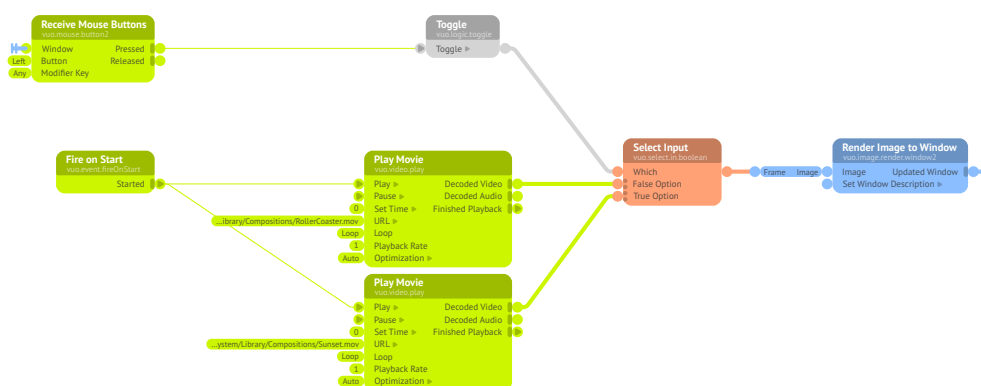 Receive Mouse Buttons
vuo.mouse.button2
Window Pressed
Left Button Released
Any Modifier Key
Toggle
vuo.logic.toggle
Toggle
Fire on Start
vuo.event.fireOnStart
Started
Play Movie
vuo.video.play
Play Decoded Video
Pause Decoded Audio
0 Set Time Finished Playback
...ibrary/Compositions/RollerCoaster.mov URL
Loop Loop
1 Playback Rate
Auto Optimization
Play Movie
vuo.video.play
Play Decoded Video
Pause Decoded Audio
0 Set Time Finished Playback
...ystem/Library/Compositions/Sunset.mov URL
Loop Loop
1 Playback Rate
Auto Optimization
Select Input
vuo.select.in.boolean
Which
False Option
True Option
Frame Image
Render Image to Window
vuo.image.render.window2
Image Updated Window
Set Window Description